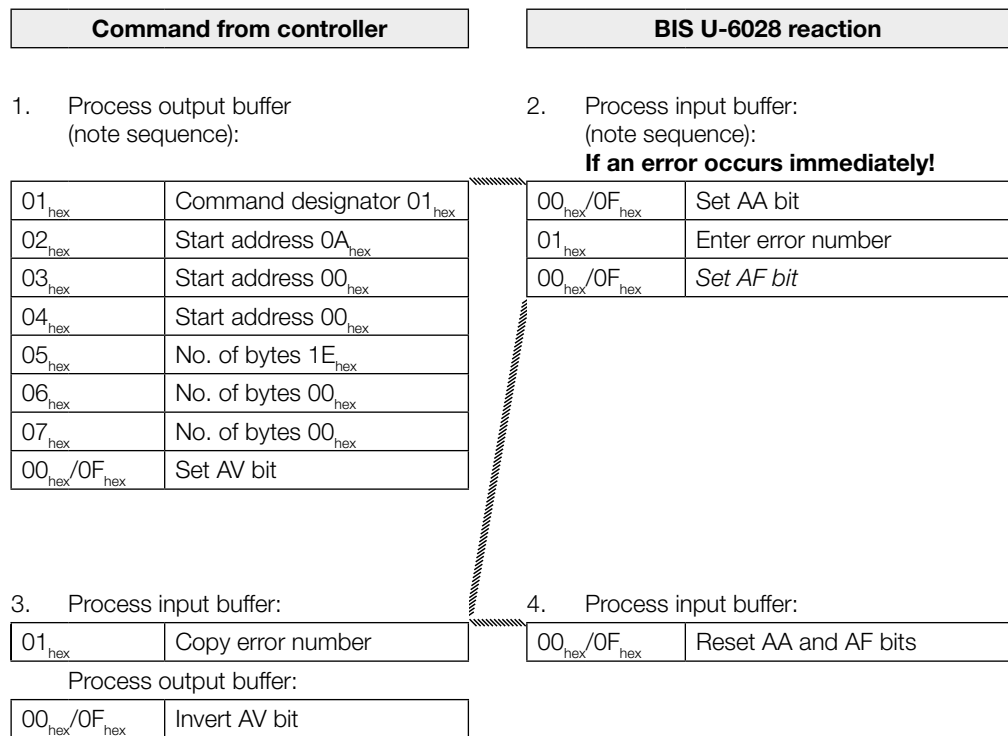 Command from controller
BIS U-6028 reaction
1. Process output buffer
(note sequence):
2. Process input buffer:
(note sequence):
If an error occurs immediately!
01hex Command designator 01hex
02hex Start address 0Ahex
03hex Start address 00hex
04hex Start address 00hex
05hex No. of bytes 1Ehex
06hex No. of bytes 00hex
07hex No. of bytes 00hex
00hex/0Fhex Set AV bit
00hex/0Fhex Set AA bit
01hex Enter error number
00hex/0Fhex Set AF bit
3. Process input buffer:
01hex Copy error number
Process output buffer:
00hex/0Fhex Invert AV bit
4. Process input buffer:
00hex/0Fhex Reset AA and AF bits